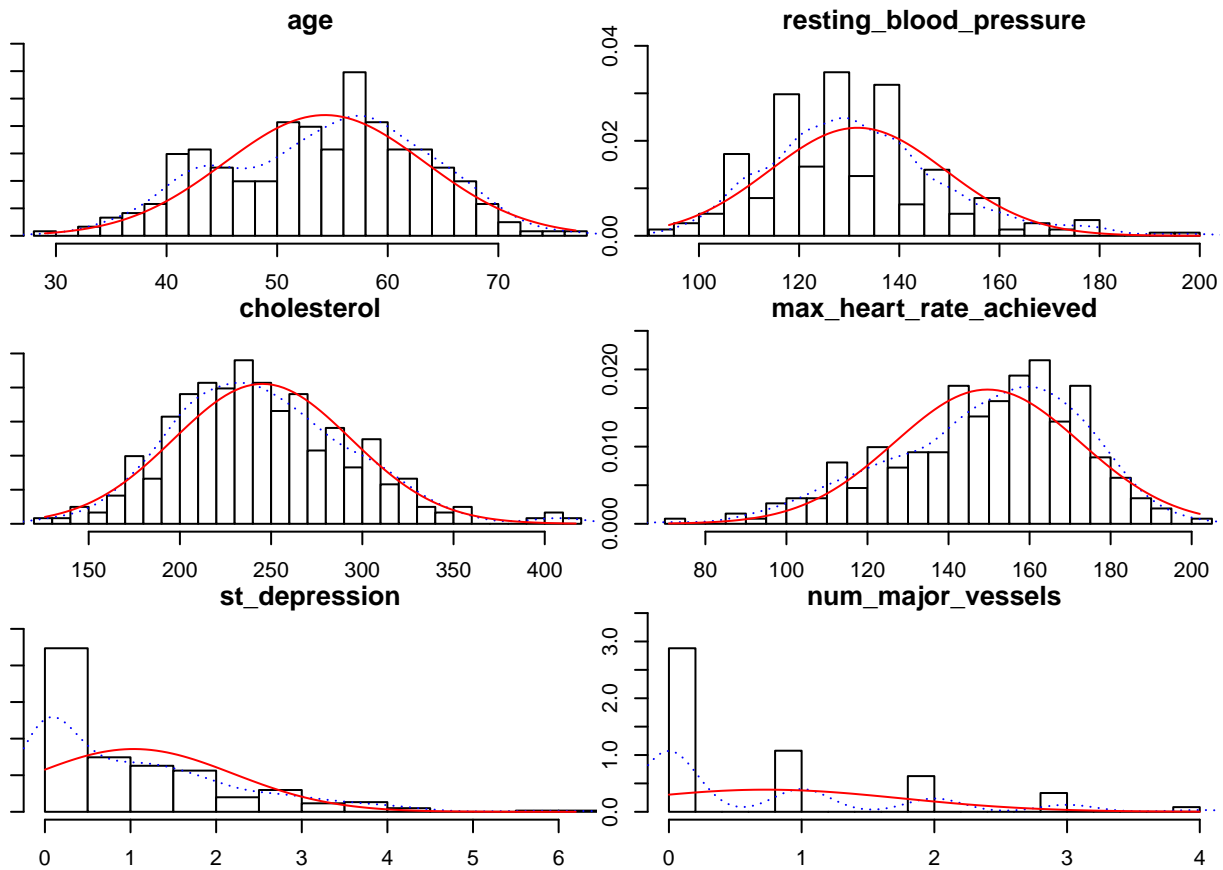 age
30 40 50 60 70
resting_blood_pressure
0.00 0.02 0.04
100 120 140 160 180 200
cholesterol
150 200 250 300 350 400
max_heart_rate_achieved
0.000 0.010 0.020
80 100 120 140 160 180 200
st_depression
0 1 2 3 4 5 6
num_major_vessels
0.0 1.0 2.0 3.0
0 1 2 3 4